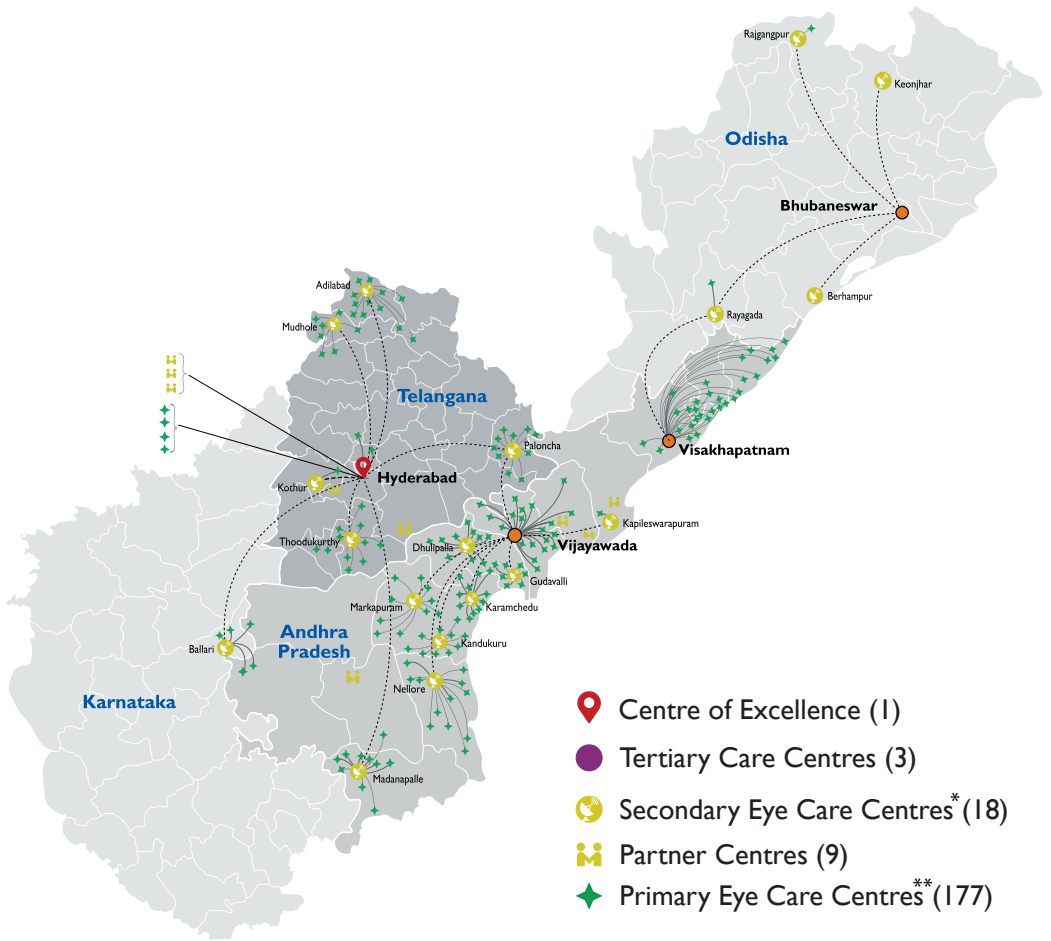 Rajgangpur
Keonjhar
Odisha
Bhubaneswar
Adilabad
Berhampur
Rayagada
Mudhole
Telangana
Paloncha
Visakhapatnam
Hyderabad
Kothur
Kapileswarapuram
Thoodukurthy
Dhulipalla
Vijayawada
Gudavalli
Markapuram
Karamchedu
Andhra
Pradesh
Kandukuru
Ballari
Nellore
Karnataka
Madanapalle
Centre of Excellence (1)
Tertiary Care Centres (3)
Secondary Eye Care Centres* (18)
Partner Centres (9)
Primary Eye Care Centres** (177)